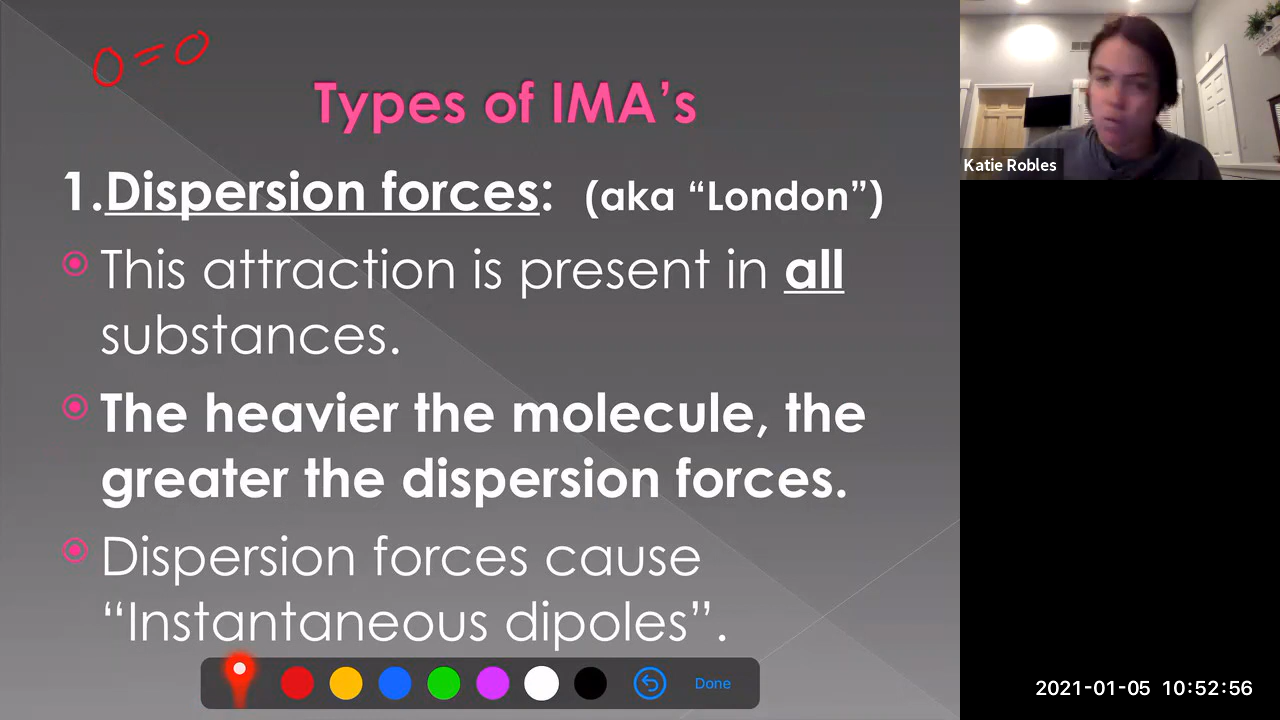 O=O
Types of IMA's
1.Dispersion forces: (aka “London”)
This attraction is present in all
substances.
The heavier the molecule, the
greater the dispersion forces.
Dispersion forces cause
“Instantaneous dipoles”.
Done
Katie Robles
2021-01-05 10:52:56